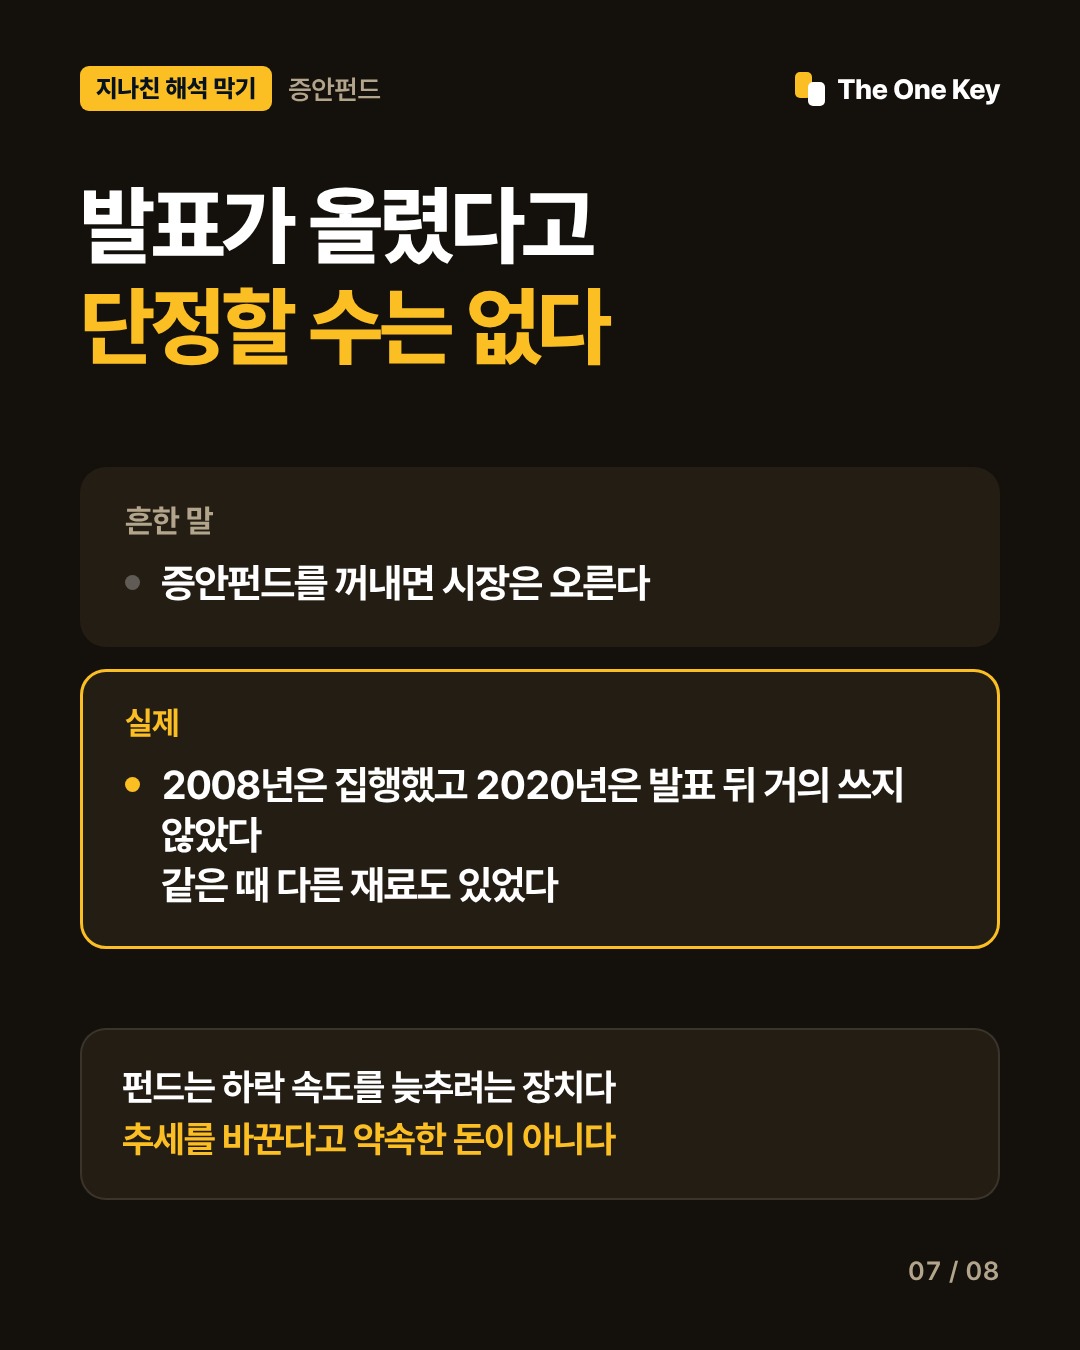 지나친 해석 막기 증안펀드
The One Key
발표가 올렸다고
단정할 수는 없다
흔한 말
증안펀드를 꺼내면 시장은 오른다
실제
2008년은 집행했고 2020년은 발표 뒤 거의 쓰지
않았다
같은 때 다른 재료도 있었다
펀드는 하락 속도를 늦추려는 장치다
추세를 바꾼다고 약속한 돈이 아니다
07 / 08